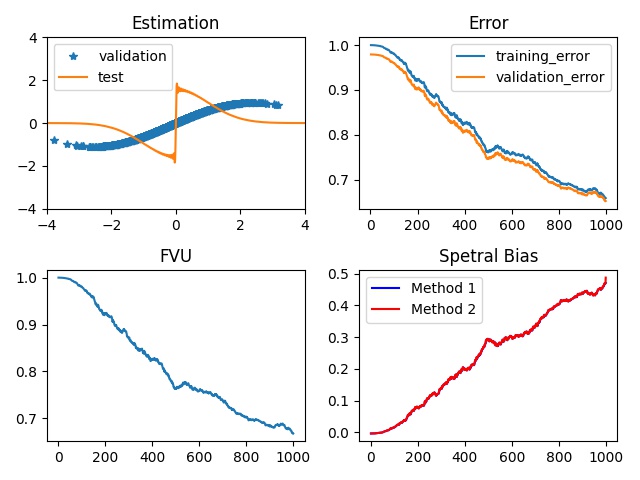 Estimation
4
2
0
−2
−4
−4 −2 0 2 4
validation
test
Error
1.0
0.9
0.8
0.7
0 200 400 600 800 1000
training_error
validation_error
FVU
1.0
0.9
0.8
0.7
0 200 400 600 800 1000
Spetral Bias
0.5
0.4
0.3
0.2
0.1
0.0
0 200 400 600 800 1000
Method 1
Method 2